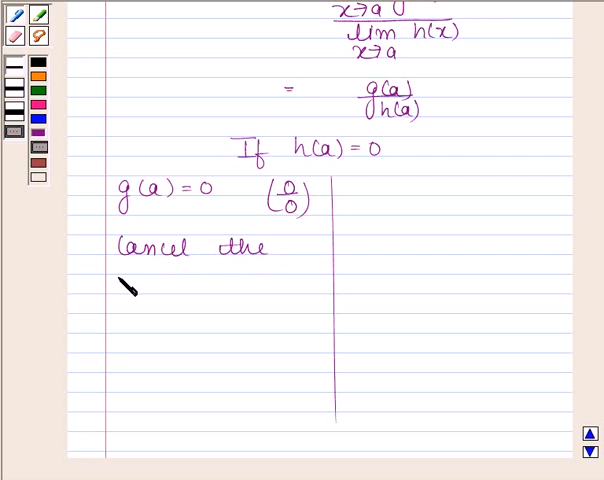 x→a
lim h(x)
x→a
= g(a)
h(a)
If h(a) = 0
g(a) = 0 (0/0)
Cancel the